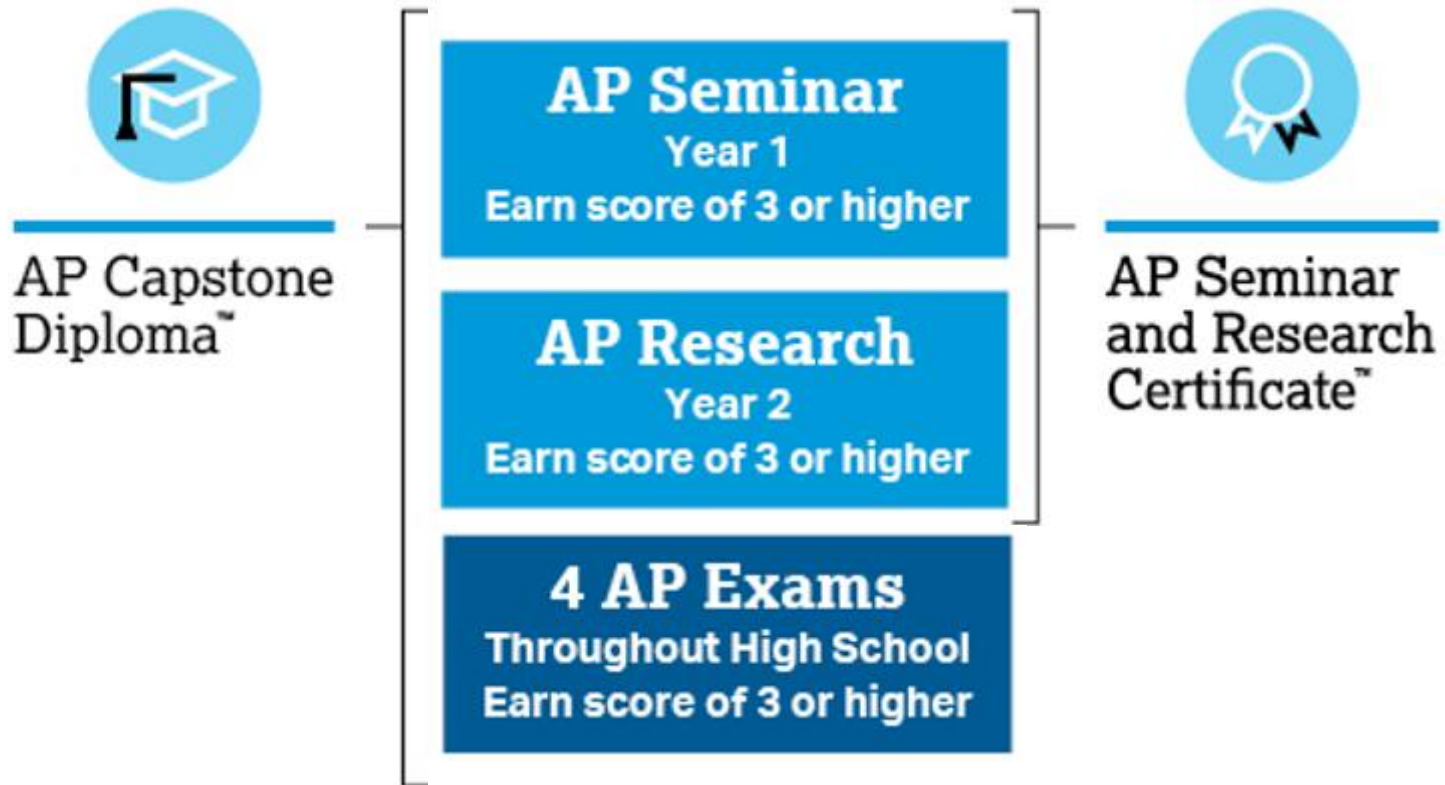 AP Capstone
Diploma™
AP Seminar
Year 1
Earn score of 3 or higher
AP Research
Year 2
Earn score of 3 or higher
4 AP Exams
Throughout High School
Earn score of 3 or higher
AP Seminar
and Research
Certificate™